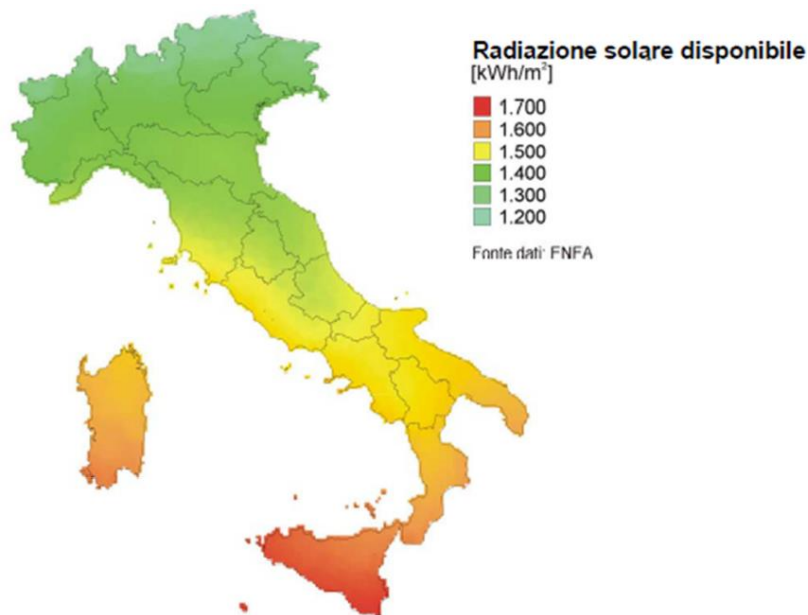 Radiazione solare disponibile
[kWh/m²]
1.700
1.600
1.500
1.400
1.300
1.200
Fonte dati: ENEA